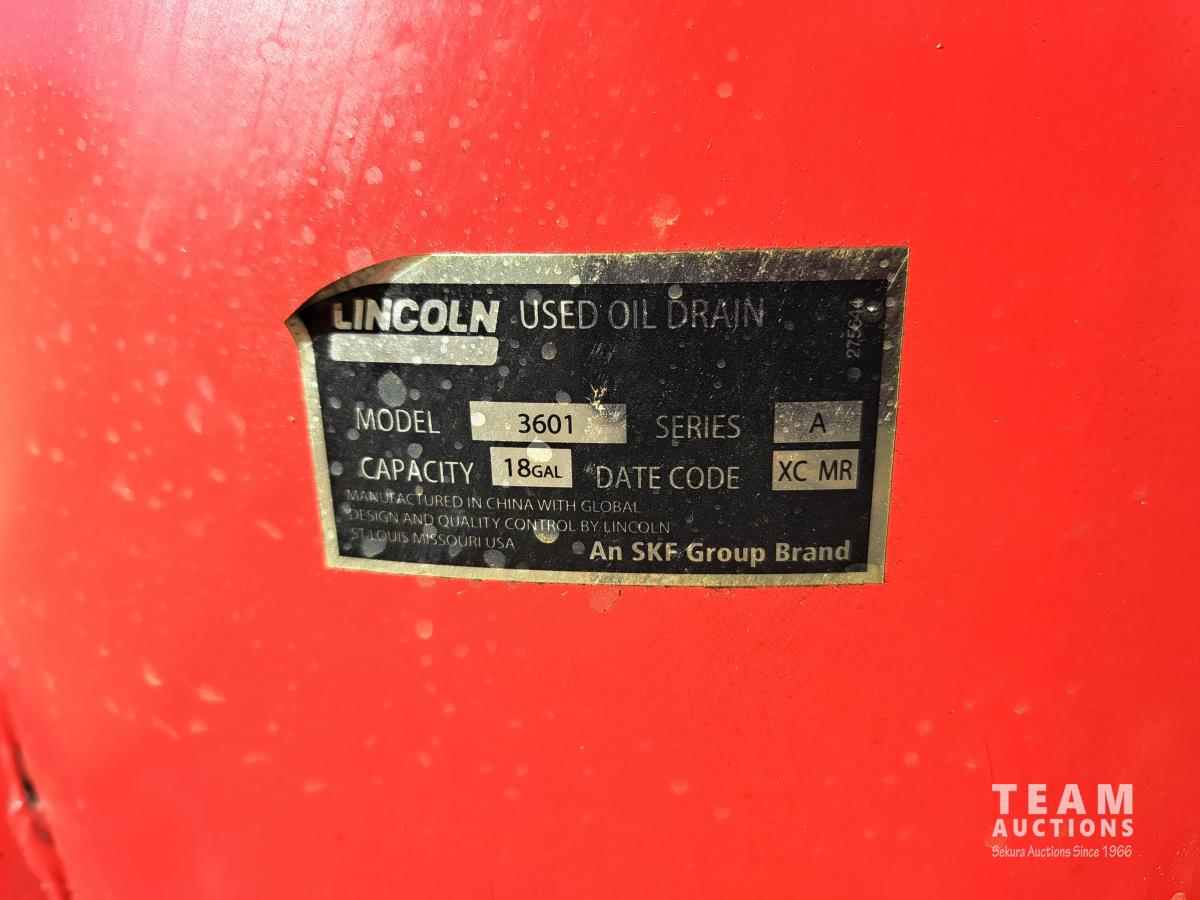 LINCOLN USED OIL DRAIN
275644
MODEL 3601 SERIES A
CAPACITY 18GAL DATE CODE XC MR
MANUFACTURED IN CHINA WITH GLOBAL
DESIGN AND QUALITY CONTROL BY LINCOLN
ST LOUIS MISSOURI USA
An SKF Group Brand
TEAM
AUCTIONS
Sekura Auctions Since 1966